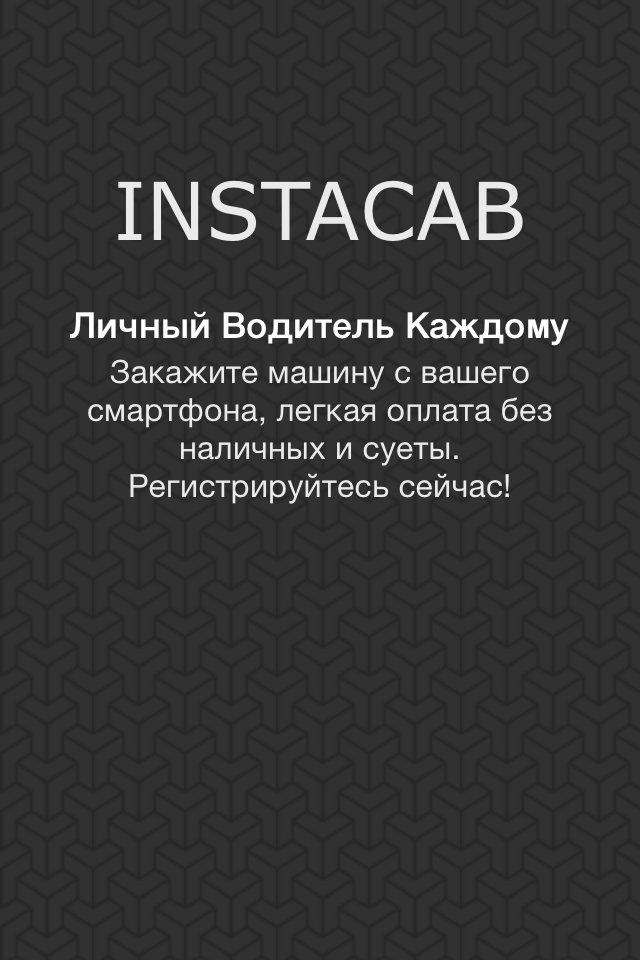 INSTACAB
Личный Водитель Каждому
Закажите машину с вашего
смартфона, легкая оплата без
наличных и суеты.
Регистрируйтесь сейчас!